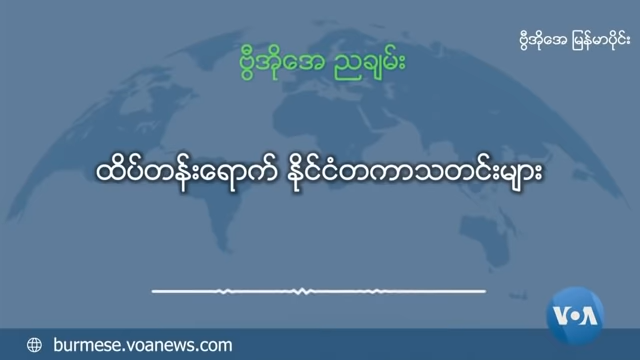 ဗွီအိုအေ မြန်မာပိုင်း
ဗွီအိုအေ ညချမ်း
ထိပ်တန်းရောက် နိုင်ငံတကာသတင်းများ
VOA
burmese.voanews.com